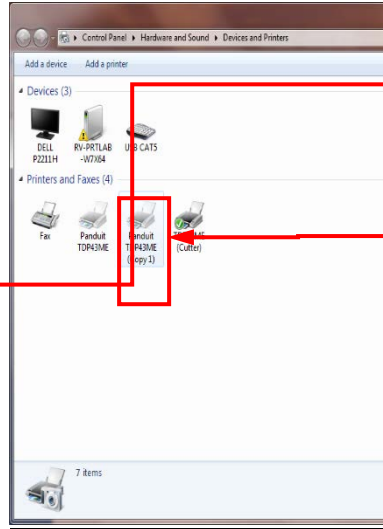 Control Panel ▸ Hardware and Sound ▸ Devices and Printers
Add a device Add a printer
Devices (3)
DELL
P2211H
RV-PRTLAB
-W7X64
CAT5
Printers and Faxes (4)
Fax
Panduit
TDP43ME
Panduit
TDP43ME
(Copy 1)
(Cutter)
7 items